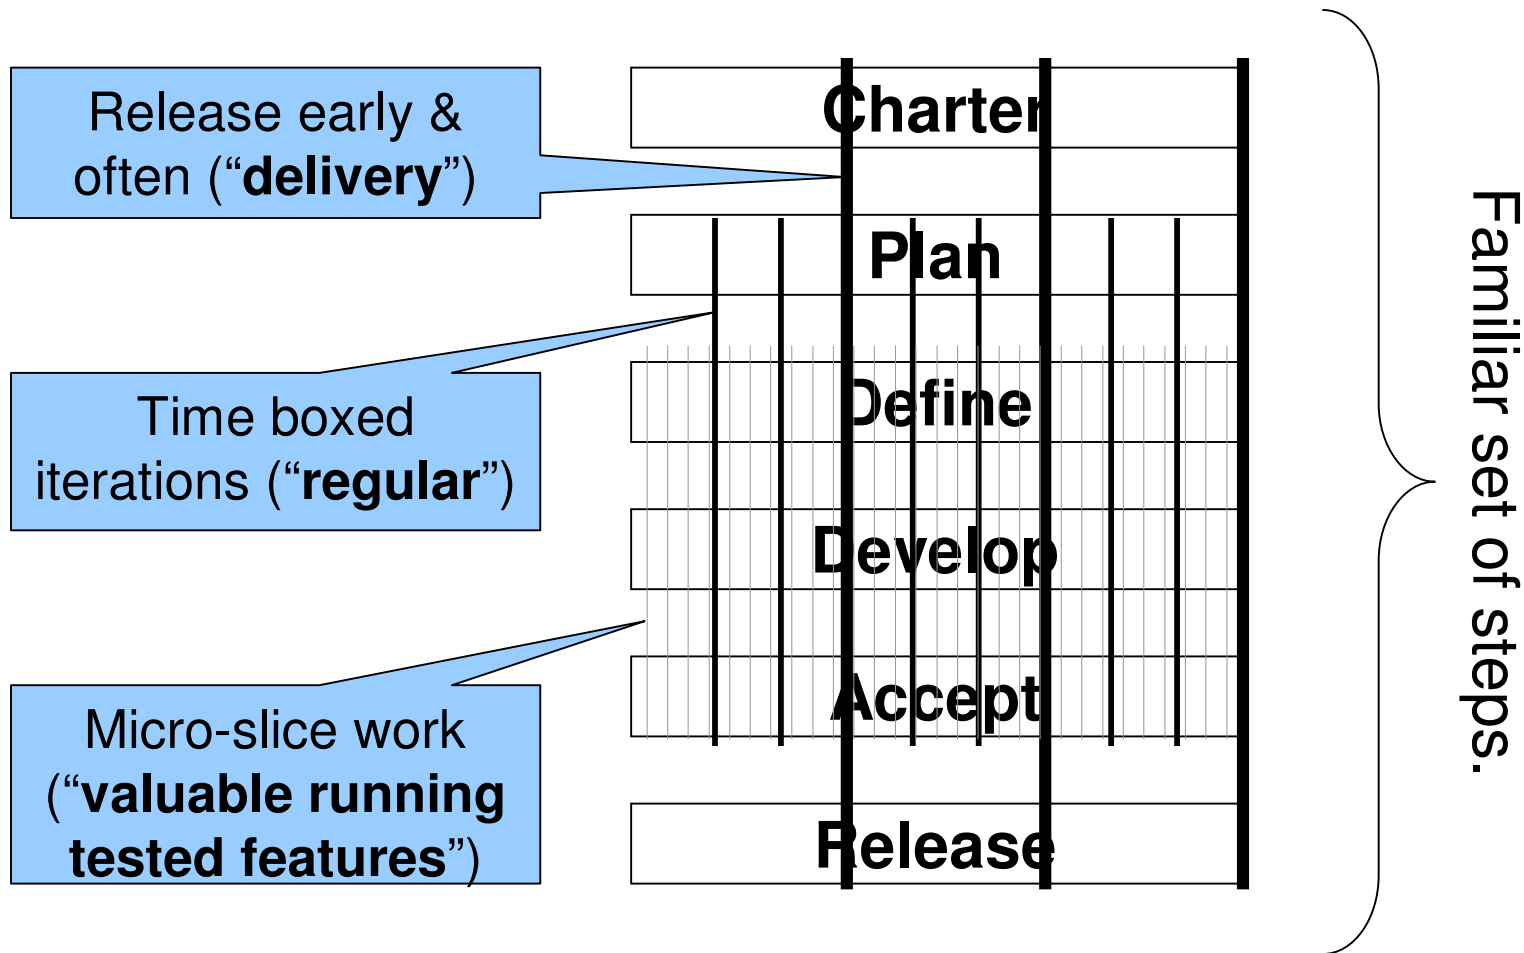 Release early &
often (“delivery”)
Time boxed
iterations (“regular”)
Micro-slice work
(“valuable running
tested features”)
Charter
Plan
Define
Develop
Accept
Release
Familiar set of steps.